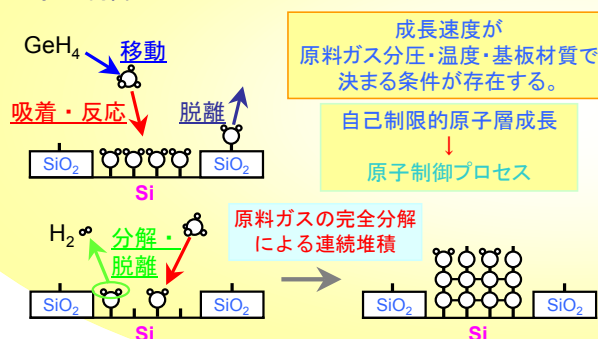 GeH4
移動
吸着・反応
脱離
SiO2
SiO2
Si
成長速度が
原料ガス分圧・温度・基板材質で
決まる条件が存在する。
自己制限的原子層成長
↓
原子制御プロセス
H2
分解・
脱離
原料ガスの完全分解
による連続堆積
SiO2
SiO2
Si
SiO2
SiO2
Si